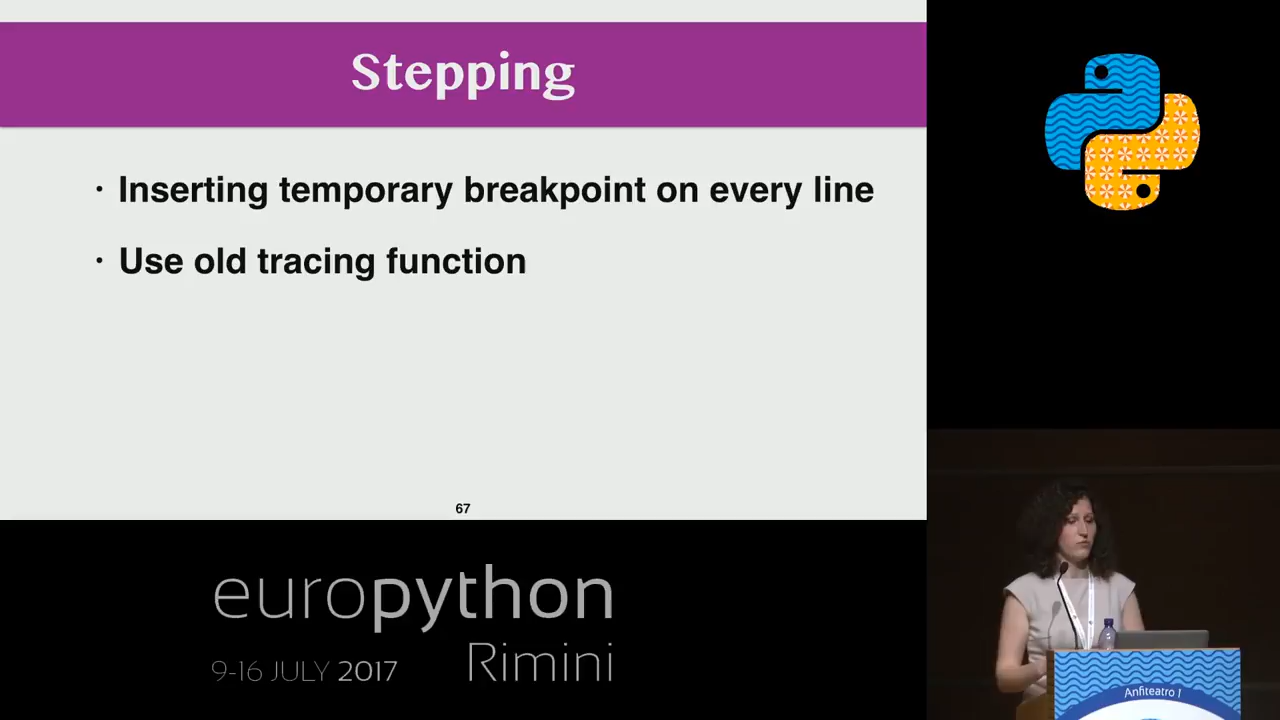 Stepping
· Inserting temporary breakpoint on every line
· Use old tracing function
67
europython
9-16 JULY 2017 Rimini
Anfiteatro 1